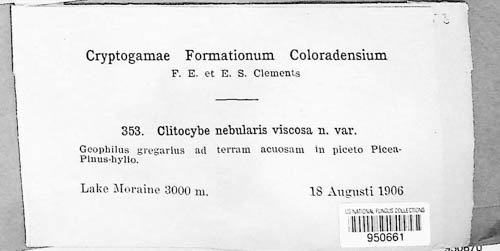 Cryptogamae Formationum Coloradensium
F. E. et E. S. Clements
353. Clitocybe nebularis viscosa n. var.
Geophilus gregarius ad terram acuosam in piceto Picea-
Pinus-hylio.
Lake Moraine 3000 m. 18 Augusti 1906
US NATIONAL FUNGUS COLLECTIONS
950661